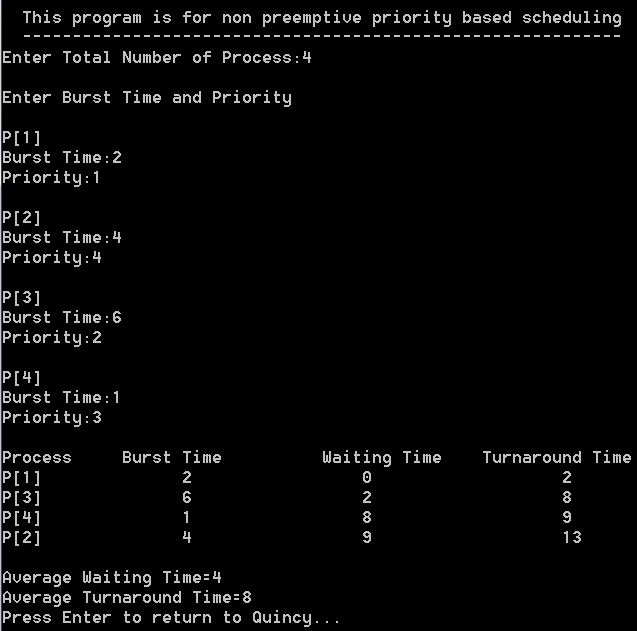 This program is for non preemptive priority based scheduling
------------------------------------------------------------
Enter Total Number of Process:4
Enter Burst Time and Priority
P[1]
Burst Time:2
Priority:1
P[2]
Burst Time:4
Priority:4
P[3]
Burst Time:6
Priority:2
P[4]
Burst Time:1
Priority:3
Process Burst Time Waiting Time Turnaround Time
P[1] 2 0 2
P[3] 6 2 8
P[4] 1 8 9
P[2] 4 9 13
Average Waiting Time=4
Average Turnaround Time=8
Press Enter to return to Quincy...